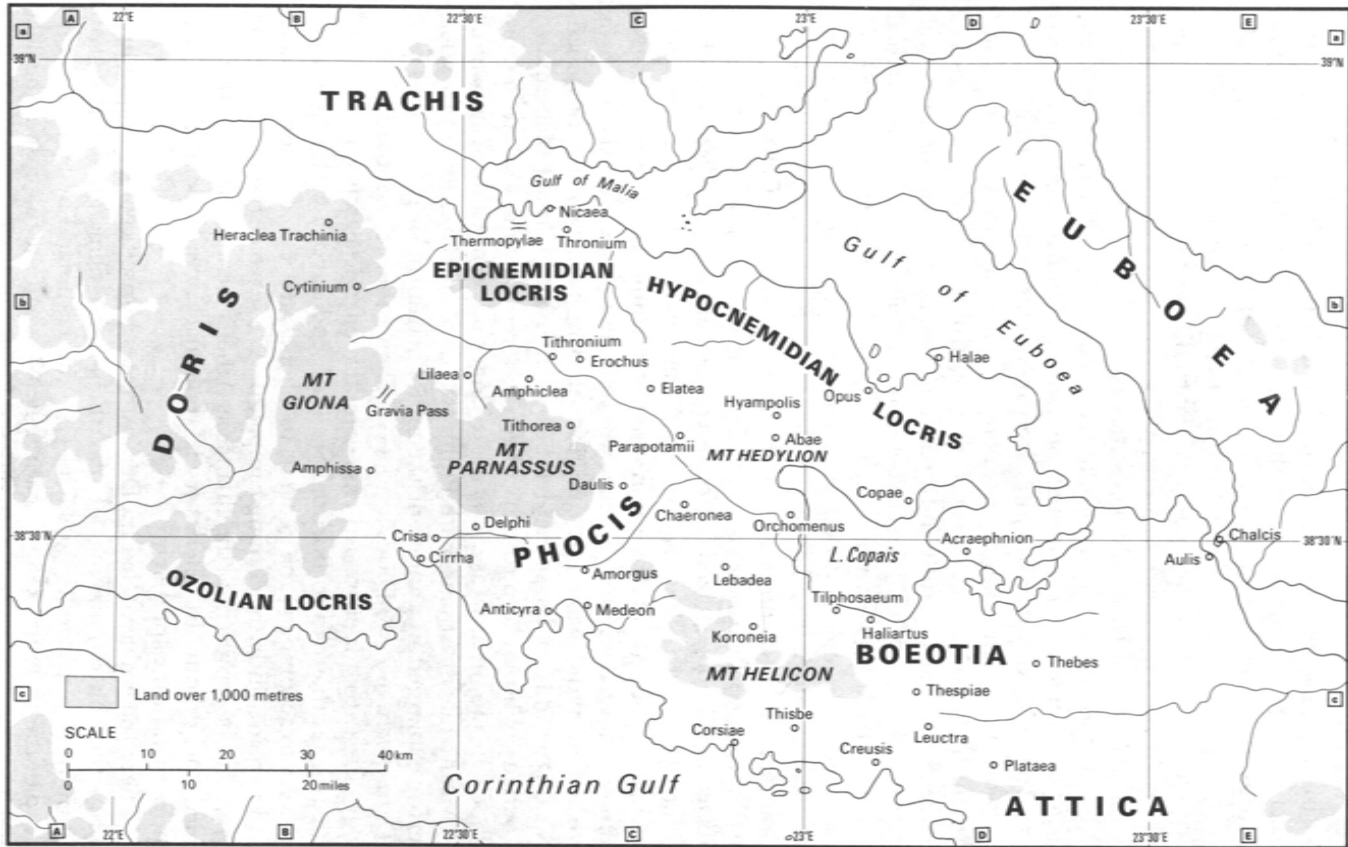 A B C D D E
22°E 22°30'E 23°E 23°30'E
a a
39°N 39°N
TRACHIS
Gulf of Malia
EUBOEA
Nicaea
Heraclea Trachinia
Thermopylae
Thronium
Gulf of Euboea
EPICNEMIDIAN
LOCRIS
HYPOCNEMIDIAN
LOCRIS
Cytinium
b b
DORIS
Tithronium
Erochus
Halae
Lilaea
Amphiclea
Elatea
MT
GIONA
Gravia Pass
Hyampolis
Opus
Tithorea
Parapotamii
Abae
MT HEDYLION
MT
PARNASSUS
Amphissa
Daulis
Copae
Chaeronea
Orchomenus
Delphi
PHOCIS
Crisa
L. Copais
Acraephnion
Chalcis
38°30'N 38°30'N
Cirrha
Aulis
Amorgus
Lebadea
OZOLIAN LOCRIS
Anticyra
Medeon
Tilphosaeum
Haliartus
Koroneia
BOEOTIA
Thebes
MT HELICON
c c
Land over 1,000 metres
Thespiae
Thisbe
SCALE
Corsiae
Leuctra
0 10 20 30 40 km
Creusis
Plataea
0 10 20 miles
Corinthian Gulf
ATTICA
A B C D E
22°E 22°30'E 23°E 23°30'E